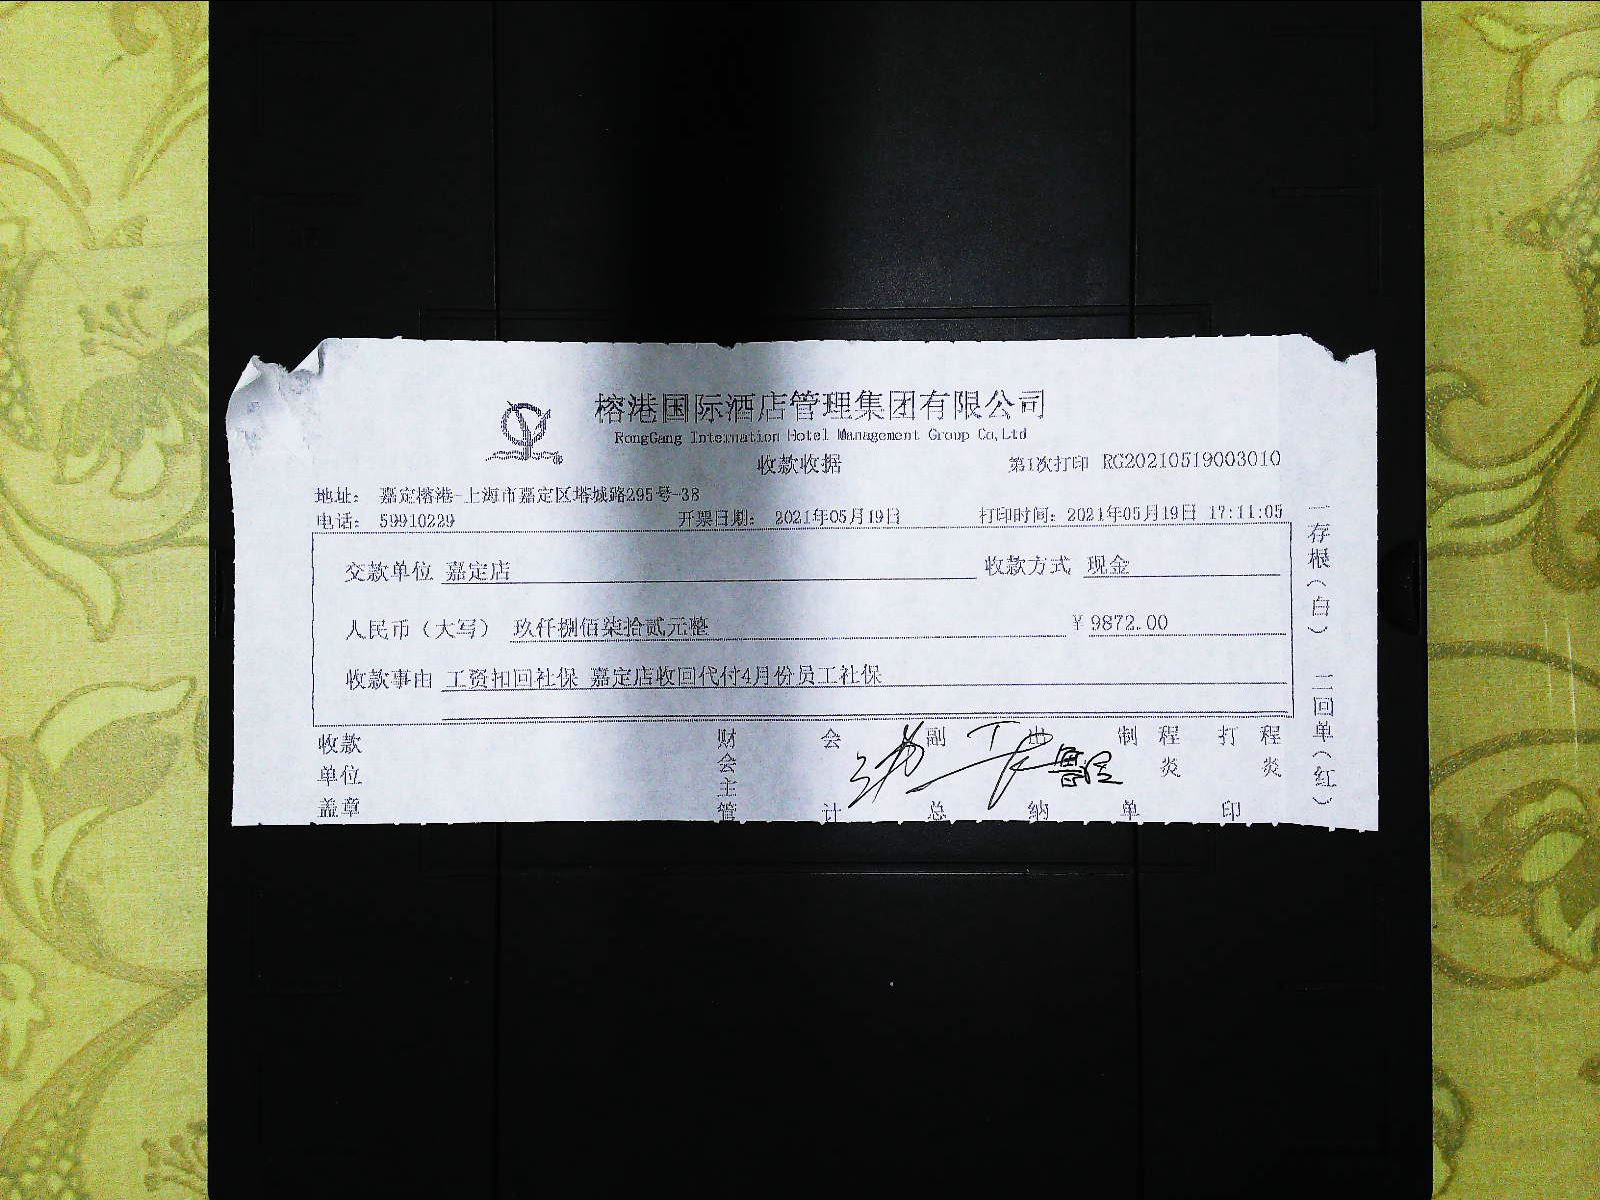 榕港国际酒店管理集团有限公司
RongGang Internation Hotel Management Group Co,Ltd
收款收据
第1次打印 RG20210519003010
地址： 嘉定榕港-上海市嘉定区塔城路295号-38
电话： 59910229 开票日期： 2021年05月19日 打印时间：2021年05月19日 17:11:05
交款单位 嘉定店 收款方式 现金
人民币（大写） 玖仟捌佰柒拾贰元整 ￥9872.00
收款事由 工资扣回社保 嘉定店收回代付4月份员工社保
收款单位盖章
财会主管
会计
副总
出纳
制单 程炎
打印 程炎
一存根（白） 二回单（红）